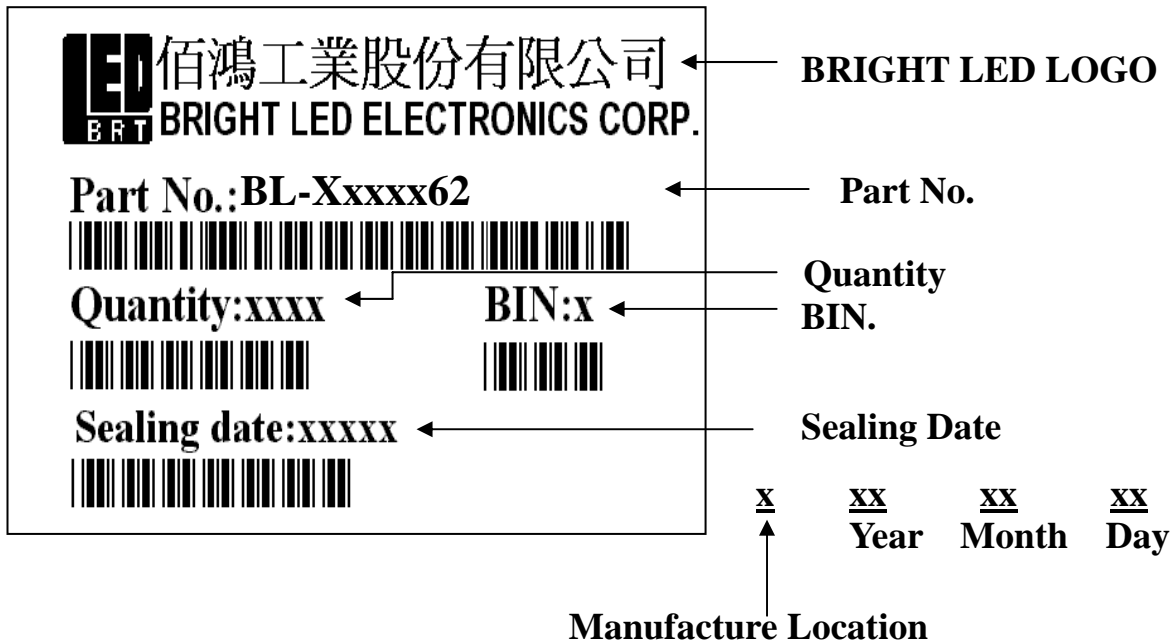 佰鴻工業股份有限公司
BRIGHT LED LOGO
LED
BRT
BRIGHT LED ELECTRONICS CORP.
Part No.:BL-Xxxxx62
Part No.
Quantity
Quantity:xxxx
BIN:x
BIN.
Sealing date:xxxxx
Sealing Date
x xx xx xx
Year Month Day
Manufacture Location